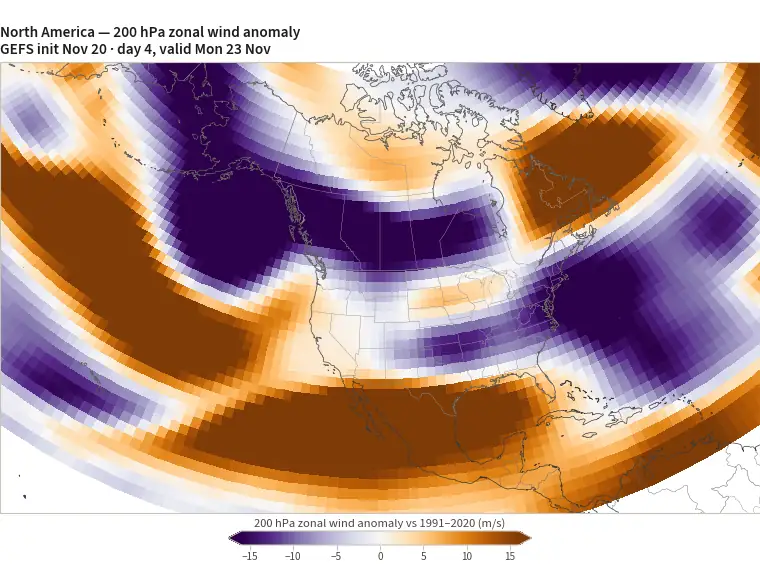 North America — 200 hPa zonal wind anomaly
GEFS init Nov 20 · day 4, valid Mon 23 Nov
200 hPa zonal wind anomaly vs 1991–2020 (m/s)
−15 −10 −5 0 5 10 15